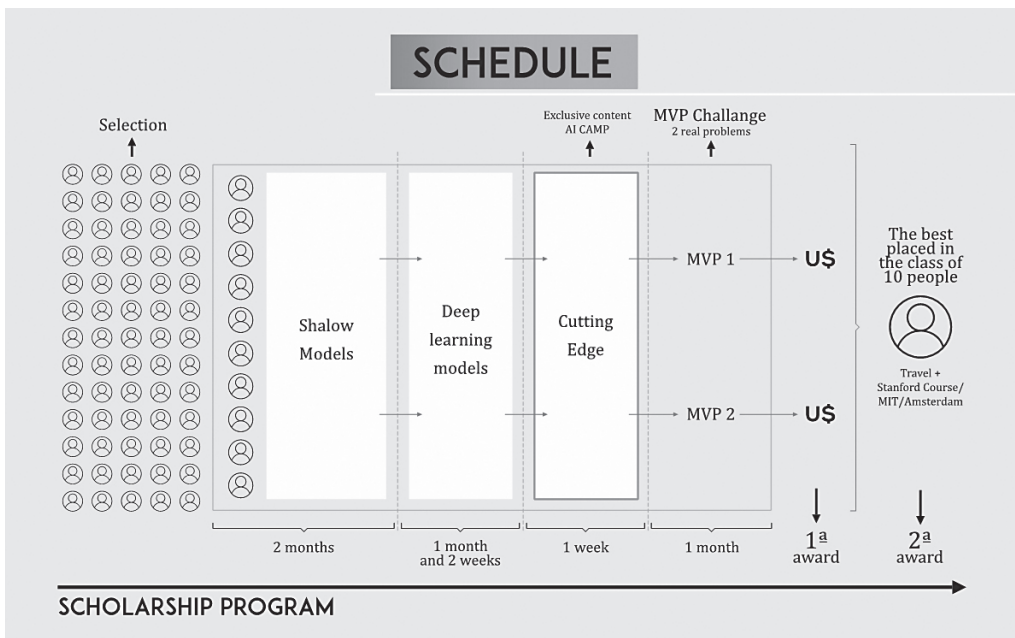 SCHEDULE
Selection
Exclusive content
AI CAMP
MVP Challange
2 real problems
Shalow
Models
Deep
learning
models
Cutting
Edge
MVP 1
U$
MVP 2
U$
The best
placed in
the class of
10 people
Travel +
Stanford Course/
MIT/Amsterdam
2 months
1 month
and 2 weeks
1 week
1 month
1ª
award
2ª
award
SCHOLARSHIP PROGRAM